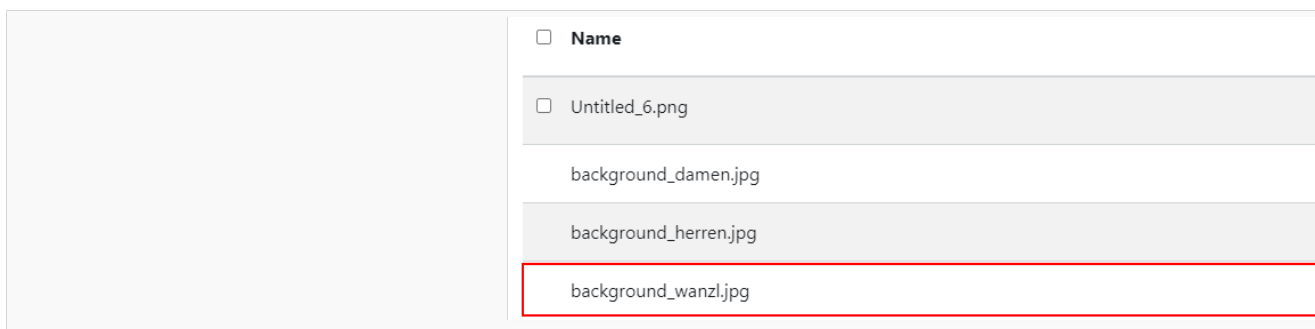 Name
Untitled_6.png
background_damen.jpg
background_herren.jpg
background_wanzl.jpg